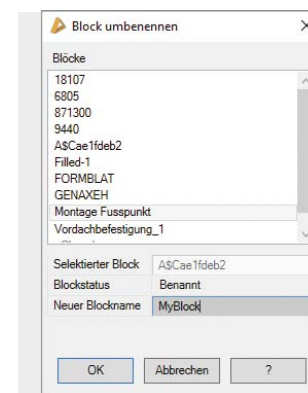 Block umbenennen
Blöcke
18107
6805
871300
9440
A$Cae1fdeb2
Filled-1
FORMBLAT
GENAXEH
Montage Fusspunkt
Vordachbefestigung_1
Selektierter Block A$Cae1fdeb2
Blockstatus Benannt
Neuer Blockname MyBlock
OK Abbrechen ?